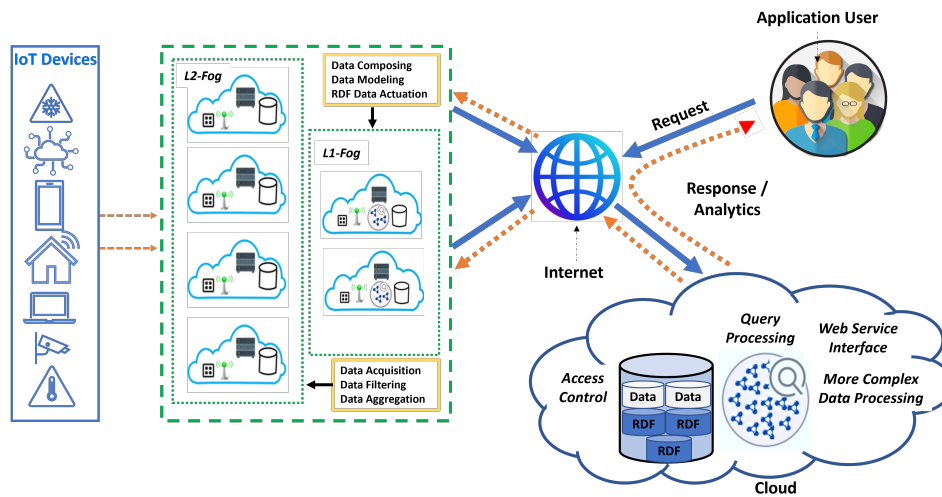 Application User
IoT Devices
L2-Fog
Data Composing
Data Modeling
RDF Data Actuation
L1-Fog
Request
Response /
Analytics
Internet
Data Acquisition
Data Filtering
Data Aggregation
Query
Processing
Web Service
Interface
Access
Control
Data
Data
RDF
RDF
RDF
More Complex
Data Processing
Cloud